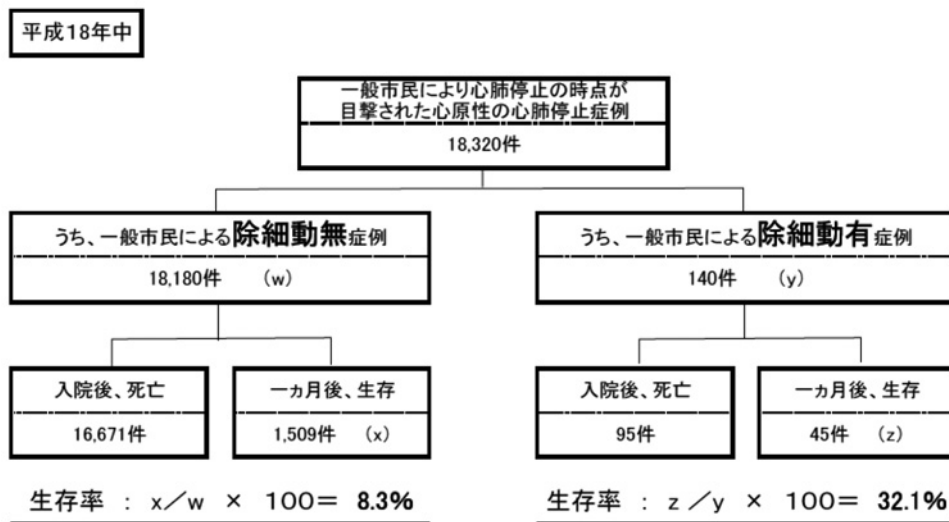 平成18年中
一般市民により心肺停止の時点が
目撃された心原性の心肺停止症例
18,320件
うち、一般市民による除細動無症例
18,180件 （w）
うち、一般市民による除細動有症例
140件 （y）
入院後、死亡
16,671件
一ヵ月後、生存
1,509件 （x）
入院後、死亡
95件
一ヵ月後、生存
45件 （z）
生存率 : x／w × 100＝ 8.3%
生存率 : z／y × 100＝ 32.1%